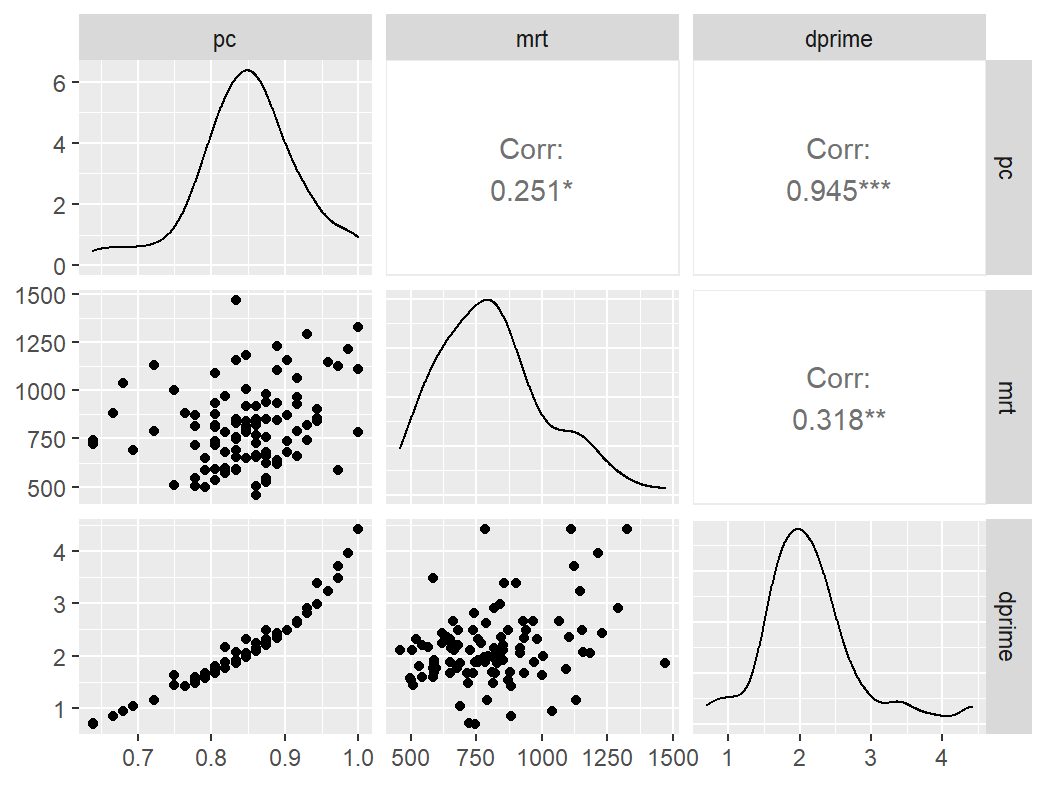 pc mrt dprime
6
4
2
0
Corr:
0.251*
Corr:
0.945***
pc
1500
1250
1000
750
500
Corr:
0.318**
mrt
4
3
2
1
dprime
0.7 0.8 0.9 1.0
500 750 1000 1250 1500
1 2 3 4